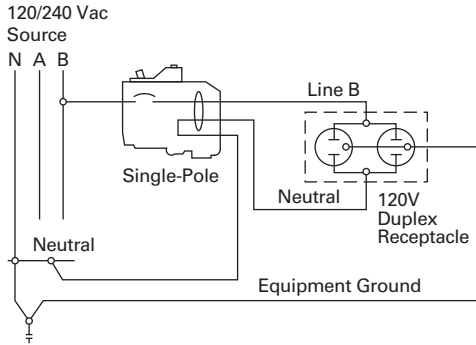 120/240 Vac
Source
N A B
Line B
Single-Pole
Neutral
120V
Duplex
Receptacle
Neutral
Equipment Ground